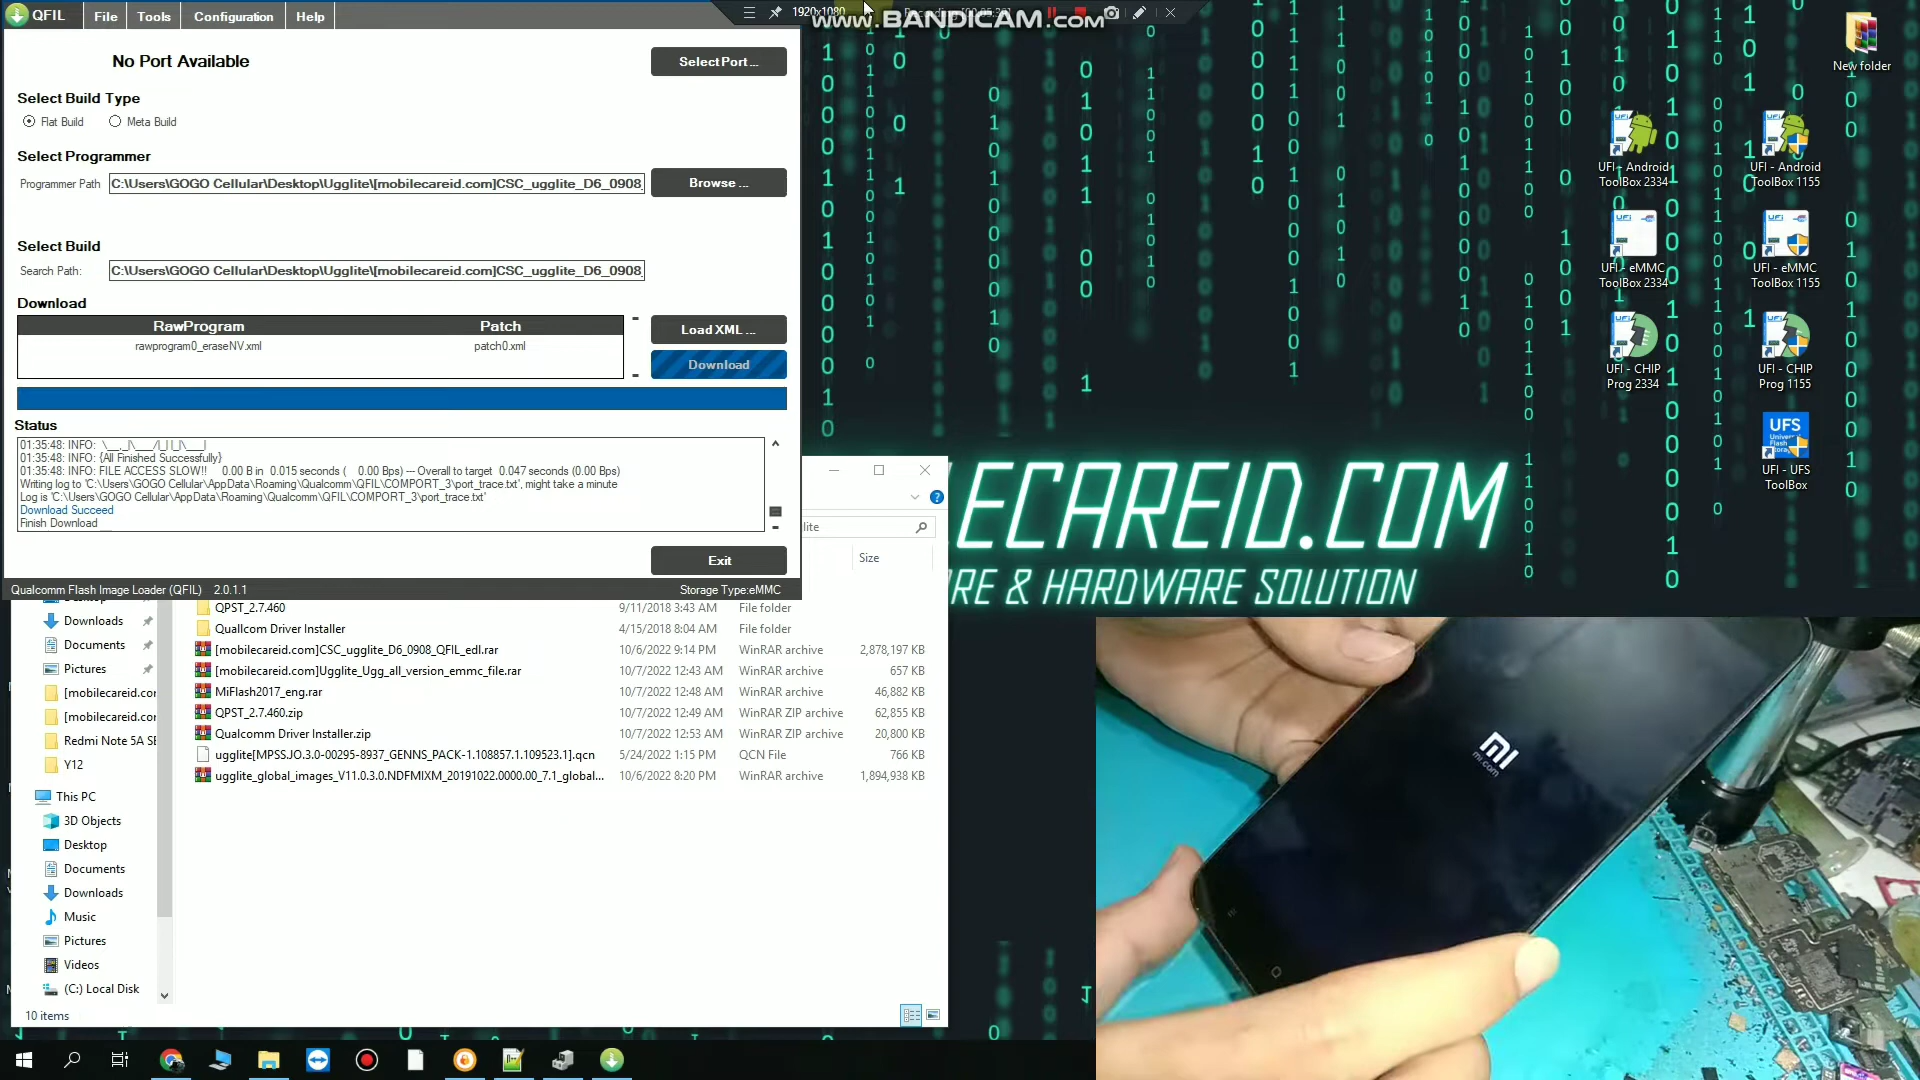 QFIL
File
Tools
Configuration
Help
1920x1080
www.BANDICAM.com
No Port Available
Select Port ...
Select Build Type
Flat Build
Meta Build
Select Programmer
Programmer Path
C:\Users\GOGO Cellular\Desktop\Ugglite\[mobilecareid.com]CSC_ugglite_D6_0908_
Browse ...
Select Build
Search Path:
C:\Users\GOGO Cellular\Desktop\Ugglite\[mobilecareid.com]CSC_ugglite_D6_0908_
Download
RawProgram
Patch
Load XML ...
rawprogram0_eraseNV.xml
patch0.xml
Download
Status
01:35:48: INFO: \__,_|\___/|_| |_|\___|
01:35:48: INFO: {All Finished Successfully}
01:35:48: INFO: FILE ACCESS SLOW!! 0.00 B in 0.015 seconds ( 0.00 Bps) --- Overall to target 0.047 seconds (0.00 Bps)
Writing log to 'C:\Users\GOGO Cellular\AppData\Roaming\Qualcomm\QFIL\COMPORT_3\port_trace.txt', might take a minute
Log is 'C:\Users\GOGO Cellular\AppData\Roaming\Qualcomm\QFIL\COMPORT_3\port_trace.txt'
Download Succeed
Finish Download
Exit
Qualcomm Flash Image Loader (QFIL) 2.0.1.1
Storage Type:eMMC
lite
Size
Downloads
Documents
Pictures
[mobilecareid.cor
[mobilecareid.cor
Redmi Note 5A SE
Y12
This PC
3D Objects
Desktop
Documents
Downloads
Music
Pictures
Videos
(C:) Local Disk
QPST_2.7.460 9/11/2018 3:43 AM File folder
Quallcom Driver Installer 4/15/2018 8:04 AM File folder
[mobilecareid.com]CSC_ugglite_D6_0908_QFIL_edl.rar 10/6/2022 9:14 PM WinRAR archive 2,878,197 KB
[mobilecareid.com]Ugglite_Ugg_all_version_emmc_file.rar 10/7/2022 12:43 AM WinRAR archive 657 KB
MiFlash2017_eng.rar 10/7/2022 12:48 AM WinRAR archive 46,882 KB
QPST_2.7.460.zip 10/7/2022 12:49 AM WinRAR ZIP archive 62,855 KB
Qualcomm Driver Installer.zip 10/7/2022 12:53 AM WinRAR ZIP archive 20,800 KB
ugglite[MPSS.JO.3.0-00295-8937_GENNS_PACK-1.108857.1.109523.1].qcn 5/24/2022 1:15 PM QCN File 766 KB
ugglite_global_images_V11.0.3.0.NDFMIXM_20191022.0000.00_7.1_global... 10/6/2022 8:20 PM WinRAR archive 1,894,938 KB
10 items
ECAREID.COM
RE & HARDWARE SOLUTION
New folder
UFI - Android
ToolBox 2334
UFI - Android
ToolBox 1155
UFI - eMMC
ToolBox 2334
UFI - eMMC
ToolBox 1155
UFI - CHIP
Prog 2334
UFI - CHIP
Prog 1155
UFS
UFI - UFS
ToolBox
mi.com